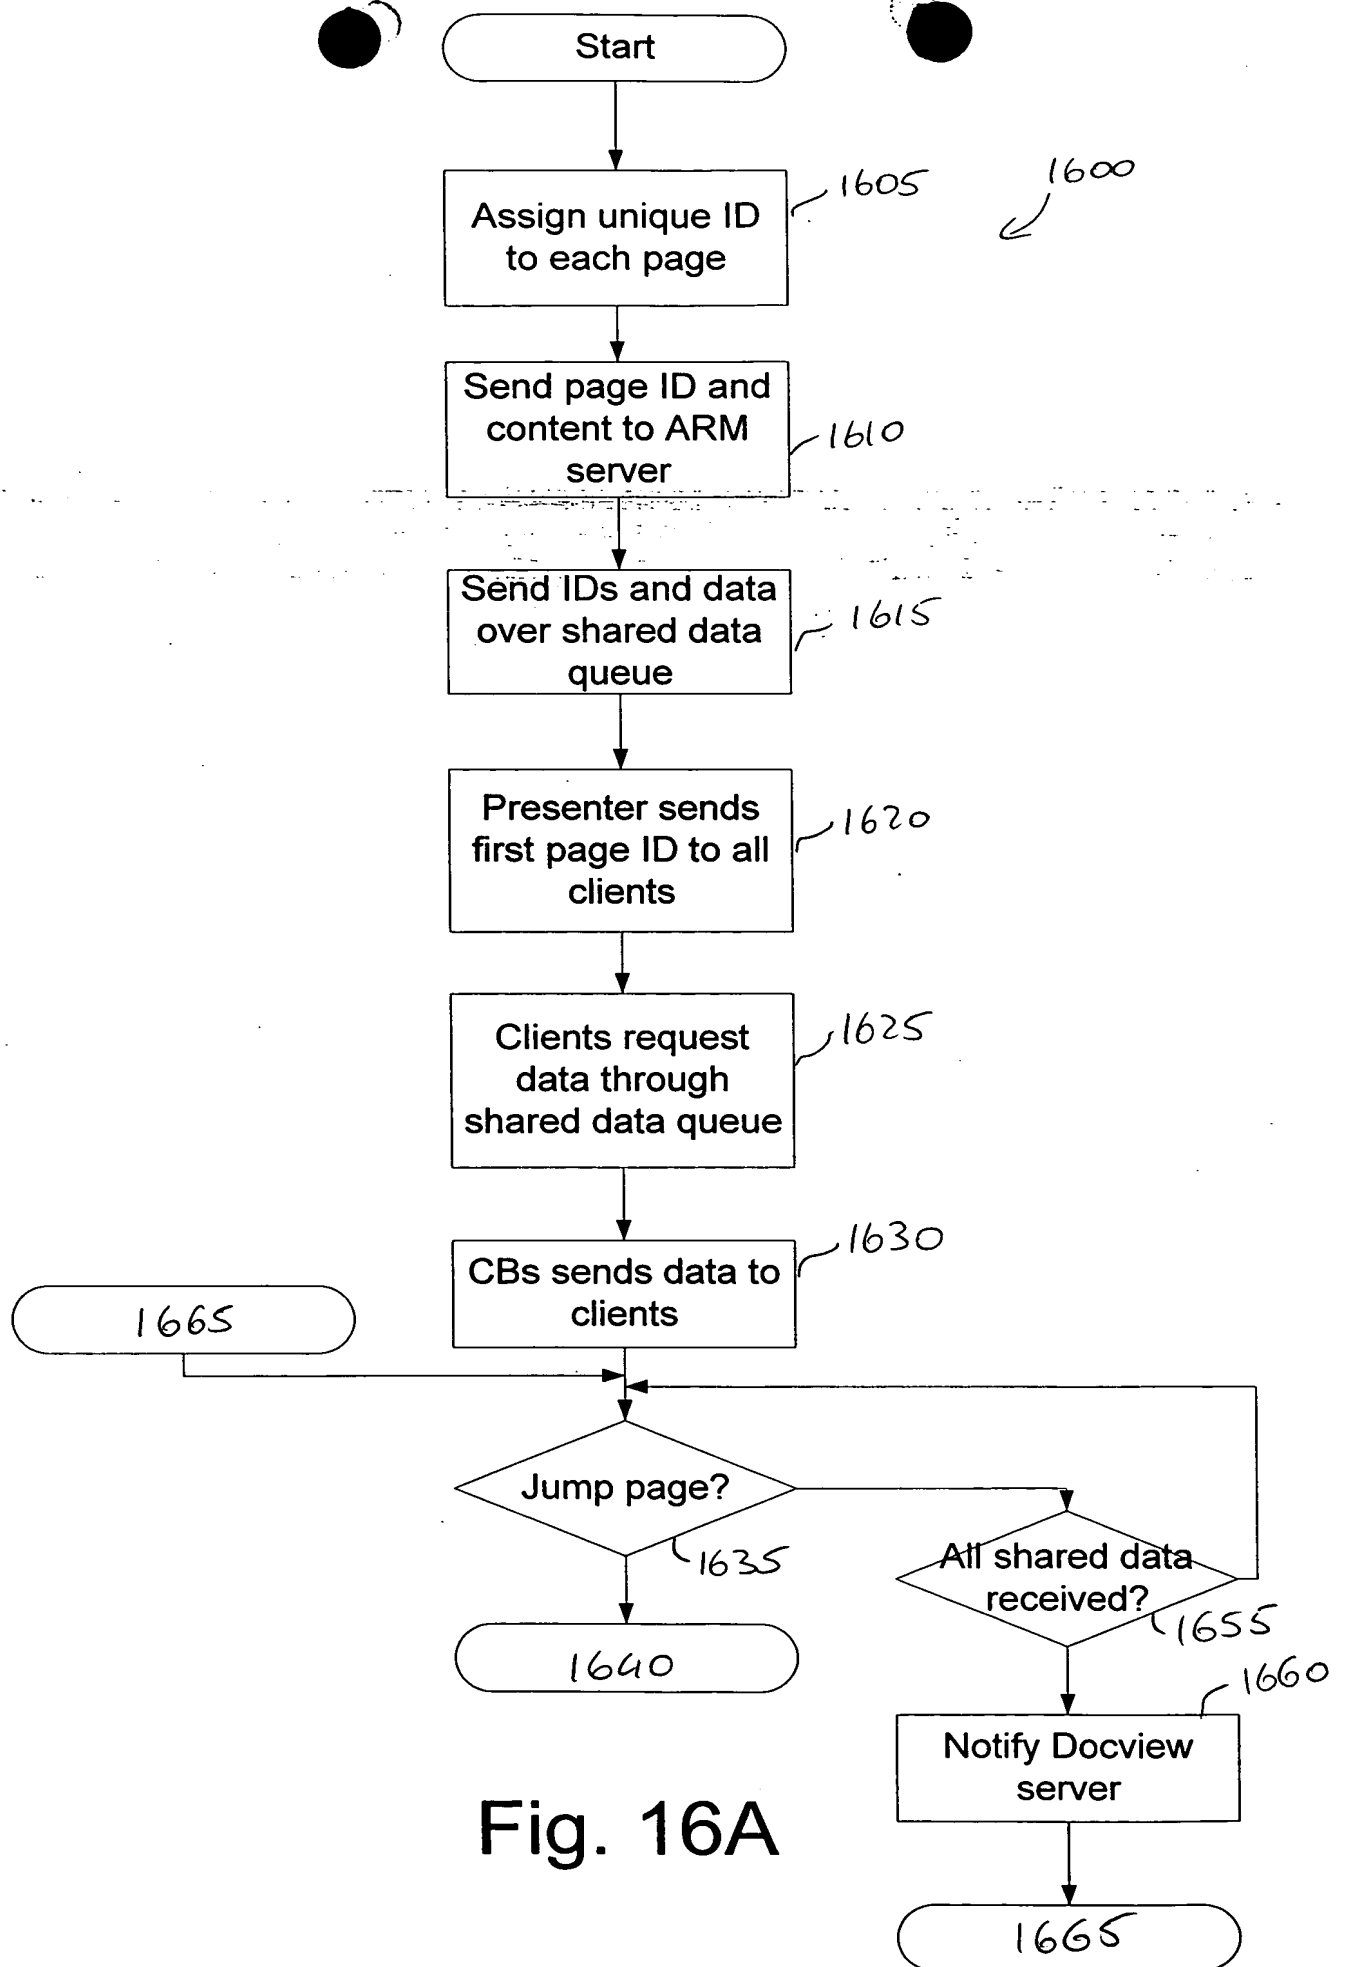 Start
1600
1605
Assign unique ID
to each page
Send page ID and
content to ARM
server
1610
Send IDs and data
over shared data
queue
1615
Presenter sends
first page ID to all
clients
1620
Clients request
data through
shared data queue
1625
CBs sends data to
clients
1630
1665
Jump page?
1635
All shared data
received?
1655
1640
1660
Notify Docview
server
Fig. 16A
1665